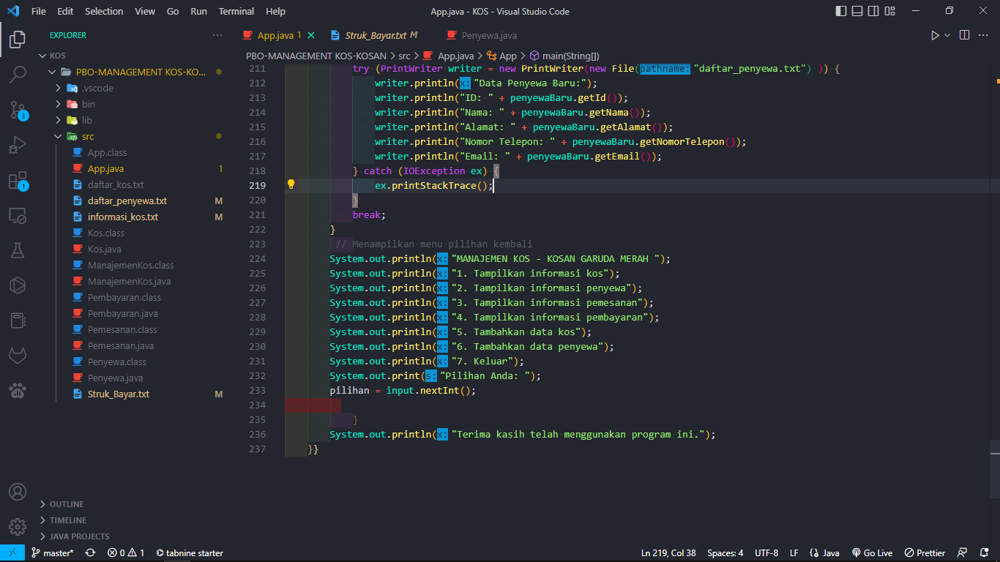 File Edit Selection View Go Run Terminal Help App.java - KOS - Visual Studio Code
EXPLORER
App.java 1
Struk_Bayar.txt M
Penyewa.java
KOS
PBO-MANAGEMENT KOS-KOSAN > src > App.java > App > main(String[])
PBO-MANAGEMENT KOS-KO...
.vscode
bin
lib
src
App.class
App.java 1
daftar_kos.txt
daftar_penyewa.txt M
informasi_kos.txt M
Kos.class
Kos.java
ManajemenKos.class
ManajemenKos.java
Pembayaran.class
Pembayaran.java
Pemesanan.class
Pemesanan.java
Penyewa.class
Penyewa.java
Struk_Bayar.txt M
OUTLINE
TIMELINE
JAVA PROJECTS
3
1
211 try (PrintWriter writer = new PrintWriter(new File(pathname: "daftar_penyewa.txt") )) {
212 writer.println(x: "Data Penyewa Baru:");
213 writer.println("ID: " + penyewaBaru.getId());
214 writer.println("Nama: " + penyewaBaru.getNama());
215 writer.println("Alamat: " + penyewaBaru.getAlamat());
216 writer.println("Nomor Telepon: " + penyewaBaru.getNomorTelepon());
217 writer.println("Email: " + penyewaBaru.getEmail());
218 } catch (IOException ex) {
219 ex.printStackTrace();
220 }
221 break;
222 }
223 // Menampilkan menu pilihan kembali
224 System.out.println(x: "MANAJEMEN KOS - KOSAN GARUDA MERAH ");
225 System.out.println(x: "1. Tampilkan informasi kos");
226 System.out.println(x: "2. Tampilkan informasi penyewa");
227 System.out.println(x: "3. Tampilkan informasi pemesanan");
228 System.out.println(x: "4. Tampilkan informasi pembayaran");
229 System.out.println(x: "5. Tambahkan data kos");
230 System.out.println(x: "6. Tambahkan data penyewa");
231 System.out.println(x: "7. Keluar");
232 System.out.print(s: "Pilihan Anda: ");
233 pilihan = input.nextInt();
234
235 }
236 System.out.println(x: "Terima kasih telah menggunakan program ini.");
237 }}
master* 0 1 tabnine starter Ln 219, Col 38 Spaces: 4 UTF-8 LF {} Java Go Live Prettier